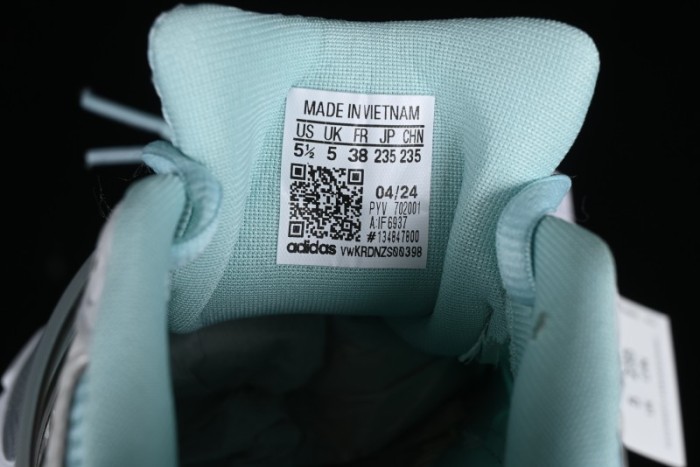 MADE IN VIETNAM
US UK FR JP CHN
5½ 5 38 235 235
04/24
PYV 702001
A:IF6937
#134847800
adidas VWKRDNZS00398